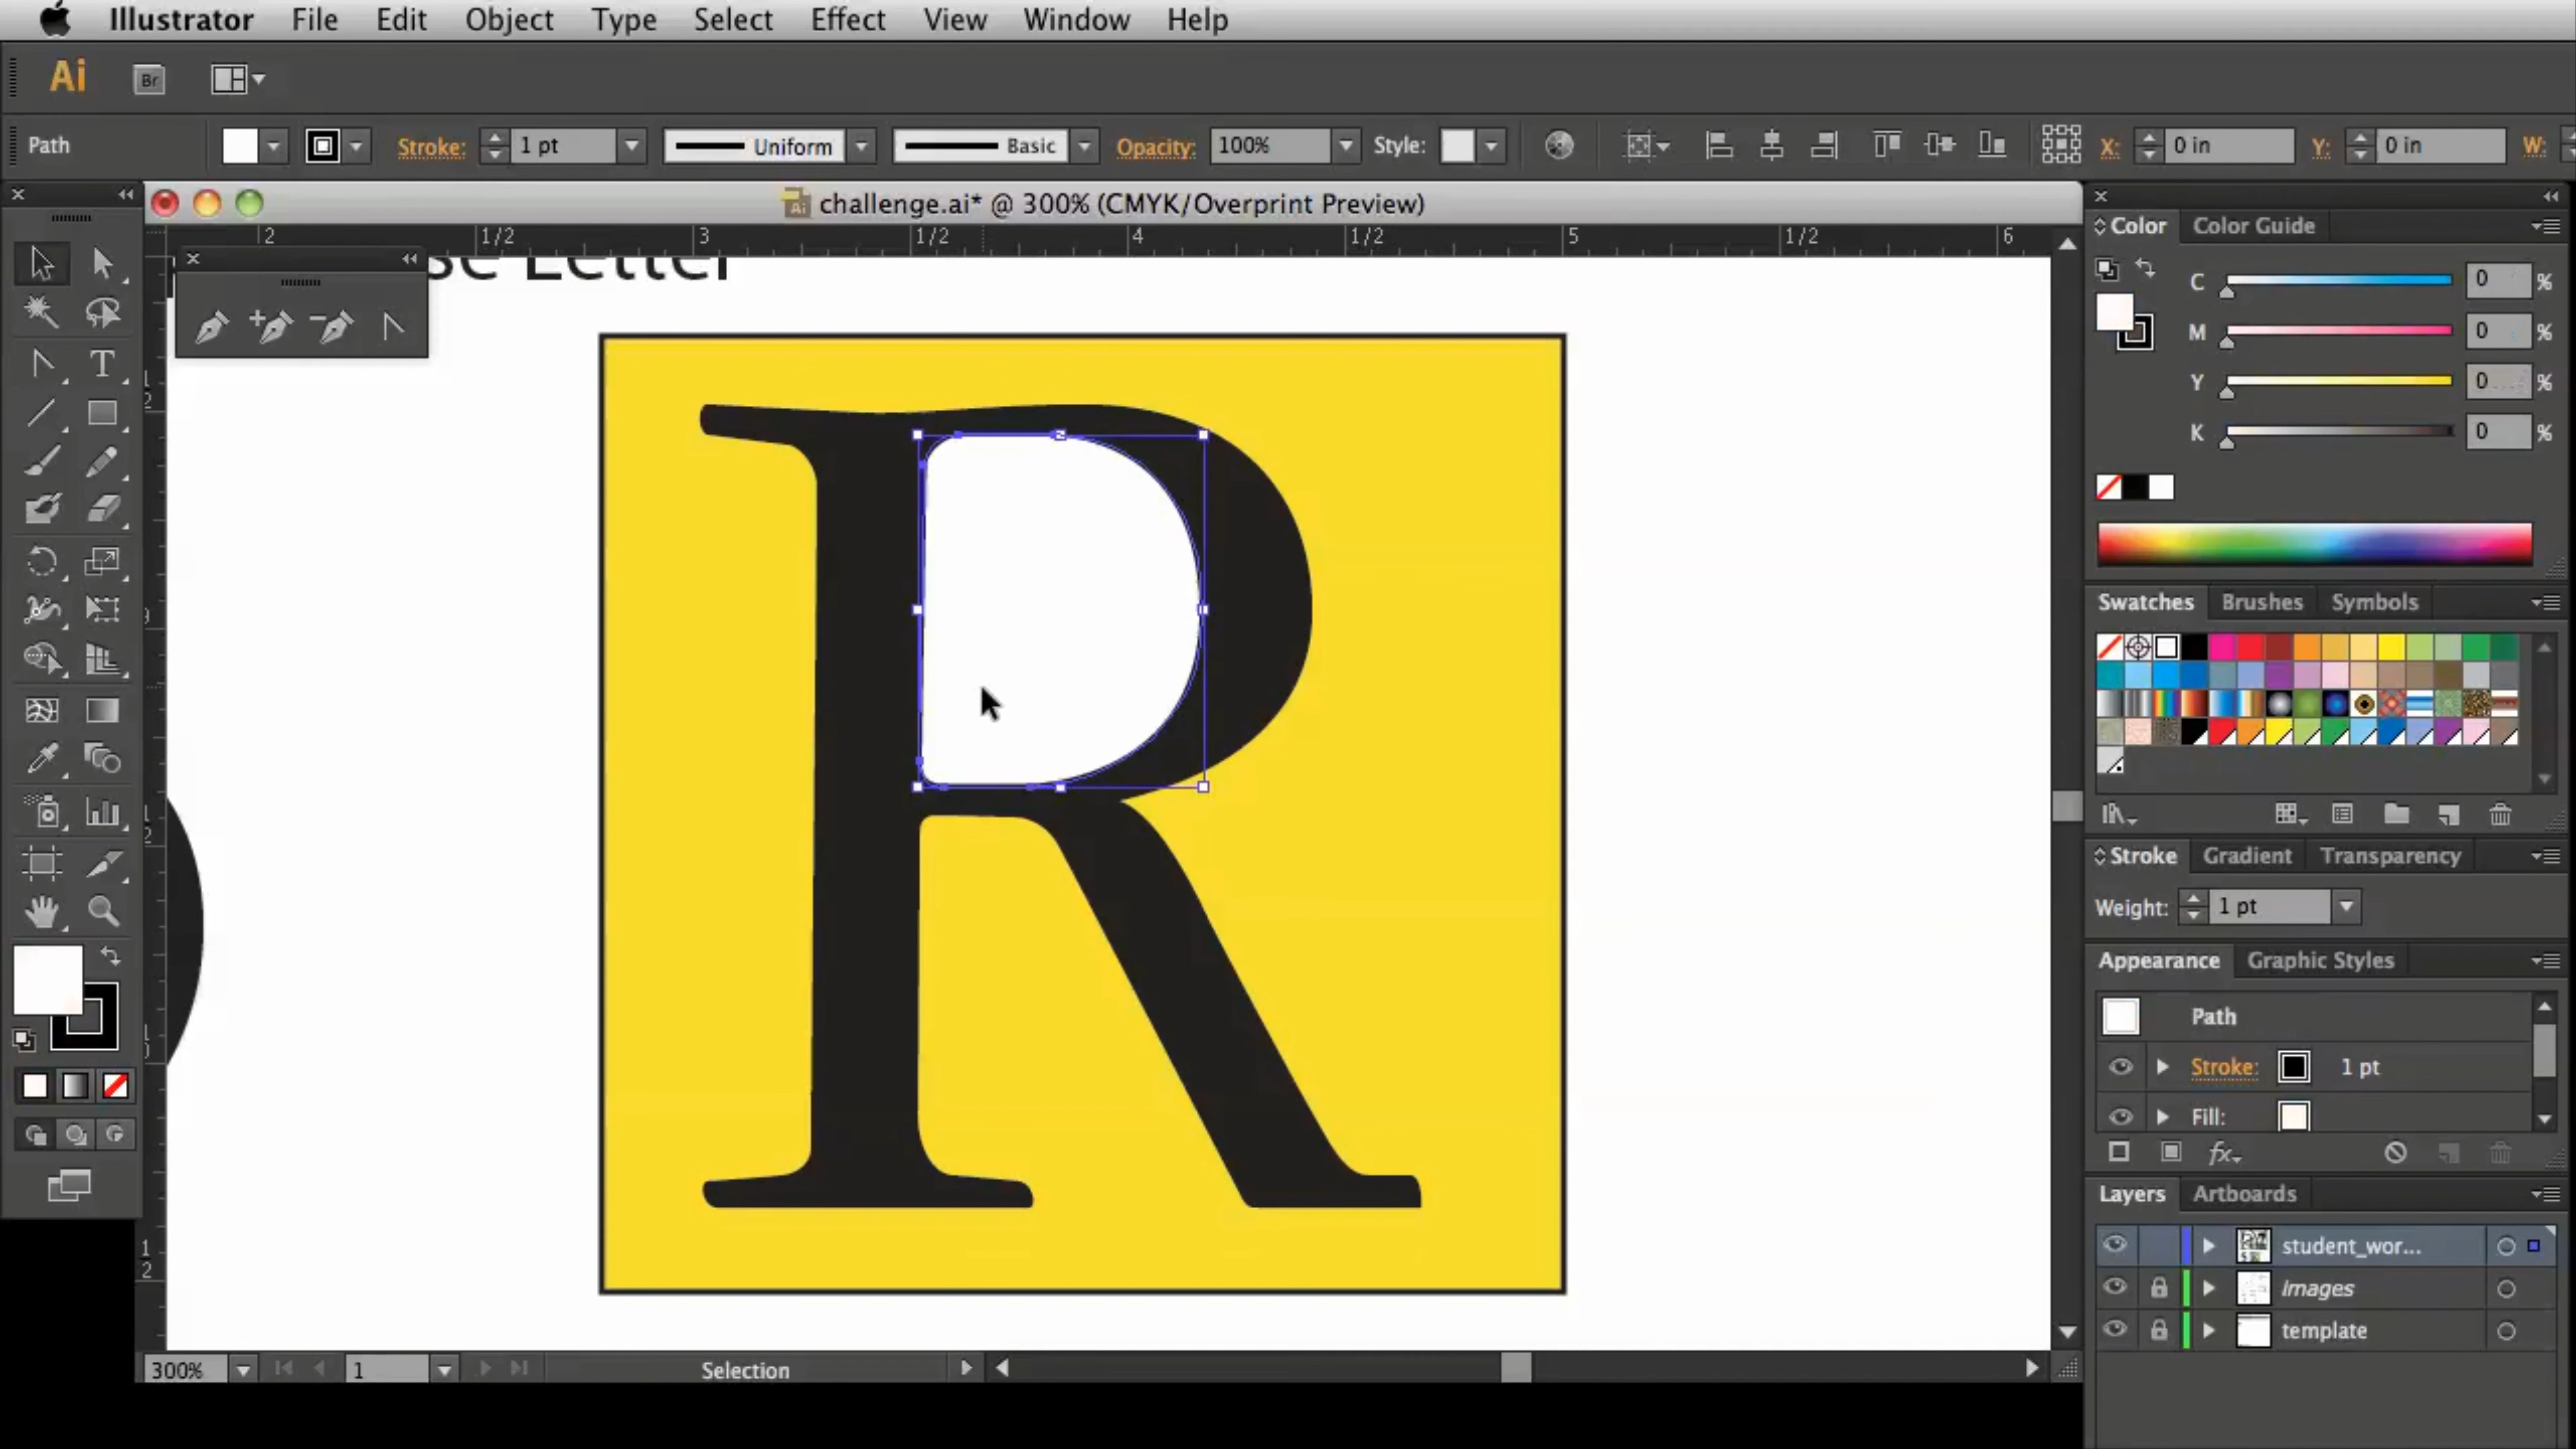 Illustrator File Edit Object Type Select Effect View Window Help
Ai Br
Path Stroke: 1 pt Uniform Basic Opacity: 100% Style: X: 0 in Y: 0 in W:
challenge.ai* @ 300% (CMYK/Overprint Preview)
2 1/2 3 1/2 4 1/2 5 1/2 6
se Letter
R
Color Color Guide
C 0 %
M 0 %
Y 0 %
K 0 %
Swatches Brushes Symbols
Stroke Gradient Transparency
Weight: 1 pt
Appearance Graphic Styles
Path
Stroke: 1 pt
Fill:
fx
Layers Artboards
student_wor...
Images
template
300% 1 Selection